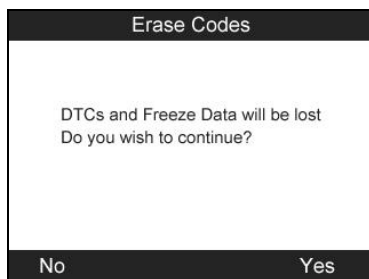 Erase Codes
DTCs and Freeze Data will be lost
Do you wish to continue?
No Yes